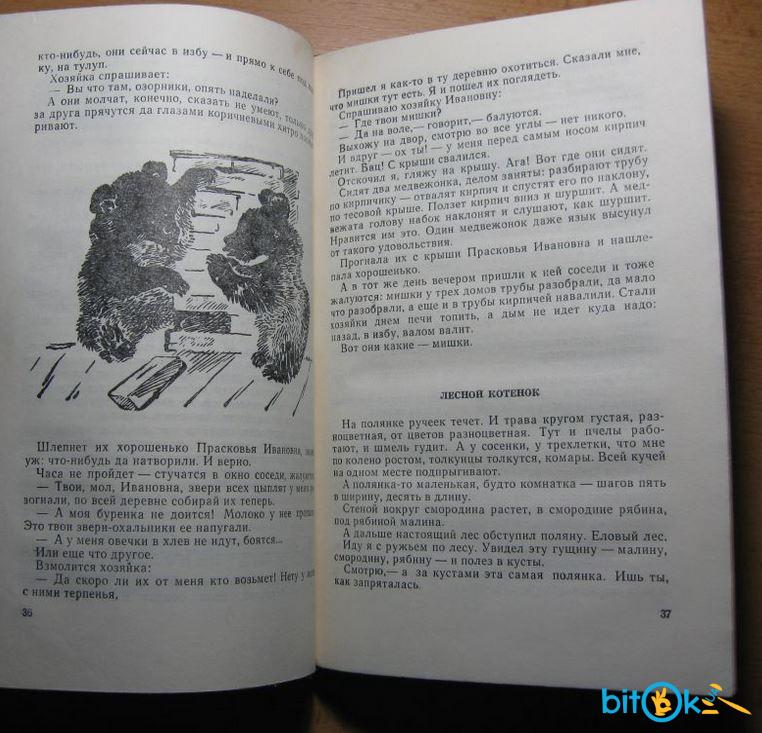 кто-нибудь, они сейчас в избу — и прямо к себе под
ку, на тулуп.
Хозяйка спрашивает:
— Вы что там, озорники, опять наделали?
А они молчат, конечно, сказать не умеют, только
за друга прячутся да глазами коричневыми хитро
ривают.
Шлепнет их хорошенько Прасковья Ивановна,
уж: что-нибудь да натворили. И верно.
Часа не пройдет — стучатся в окно соседи,
— Твои, мол, Ивановна, звери всех цыплят у меня
зогнали, по всей деревне собирай их теперь.
— А моя буренка не доится! Молоко у нее
Это твои звери-охальники ее напугали.
— А у меня овечки в хлев не идут, боятся...
Или еще что другое.
Взмолится хозяйка:
— Да скоро ли их от меня кто возьмет! Нету у
с ними терпенья,
36
Пришел я как-то в ту деревню охотиться. Сказали мне,
что мишки тут есть. Я и пошел их поглядеть.
Спрашиваю хозяйку Ивановну:
— Где твои мишки?
— Да на воле,— говорит,— балуются.
Выхожу на двор, смотрю во все углы — нет никого.
И вдруг — ох ты! — у меня перед самым носом кирпич
летит. Бац! С крыши свалился.
Отскочил я, гляжу на крышу. Ага! Вот где они сидят.
Сидят два медвежонка, делом заняты: разбирают трубу
по кирпичику — отвалят кирпич и спустят его по наклону,
по тесовой крыше. Ползет кирпич вниз и шуршит. А мед-
вежата голову набок наклонят и слушают, как шуршит.
Нравится им это. Один медвежонок даже язык высунул
от такого удовольствия.
Прогнала их с крыши Прасковья Ивановна и нашле-
пала хорошенько.
А в тот же день вечером пришли к ней соседи и тоже
жалуются: мишки у трех домов трубы разобрали, да мало
что разобрали, а еще и в трубы кирпичей навалили. Стали
хозяйки днем печи топить, а дым не идет куда надо:
назад, в избу, валом валит.
Вот они какие — мишки.
ЛЕСНОЙ КОТЕНОК
На полянке ручеек течет. И трава кругом густая, раз-
ноцветная, от цветов разноцветная. Тут и пчелы рабо-
тают, и шмель гудит. А у сосенки, у трехлетки, что мне
по колено ростом, толкунцы толкутся, комары. Всей кучей
на одном месте подпрыгивают.
А полянка-то маленькая, будто комнатка — шагов пять
в ширину, десять в длину.
Стеной вокруг смородина растет, в смородине рябина,
под рябиной малина.
А дальше настоящий лес обступил поляну. Еловый лес.
Иду я с ружьем по лесу. Увидел эту гущину — малину,
смородину, рябину — и полез в кусты.
Смотрю,— а за кустами эта самая полянка. Ишь ты,
как запряталась.
37
bitOk